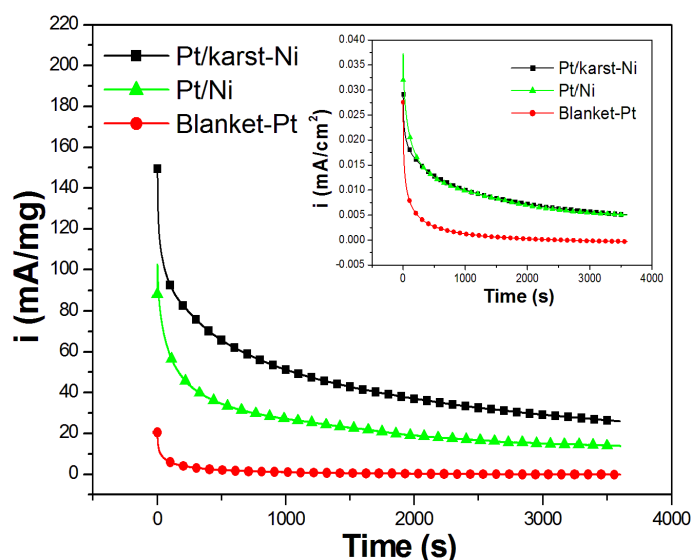 220
200
180
160
140
120
100
80
60
40
20
0
i (mA/mg)
0 1000 2000 3000 4000
Time (s)
Pt/karst-Ni
Pt/Ni
Blanket-Pt
0.040
0.035
0.030
0.025
0.020
0.015
0.010
0.005
0.000
-0.005
i (mA/cm²)
0 1000 2000 3000 4000
Time (s)
Pt/karst-Ni
Pt/Ni
Blanket-Pt